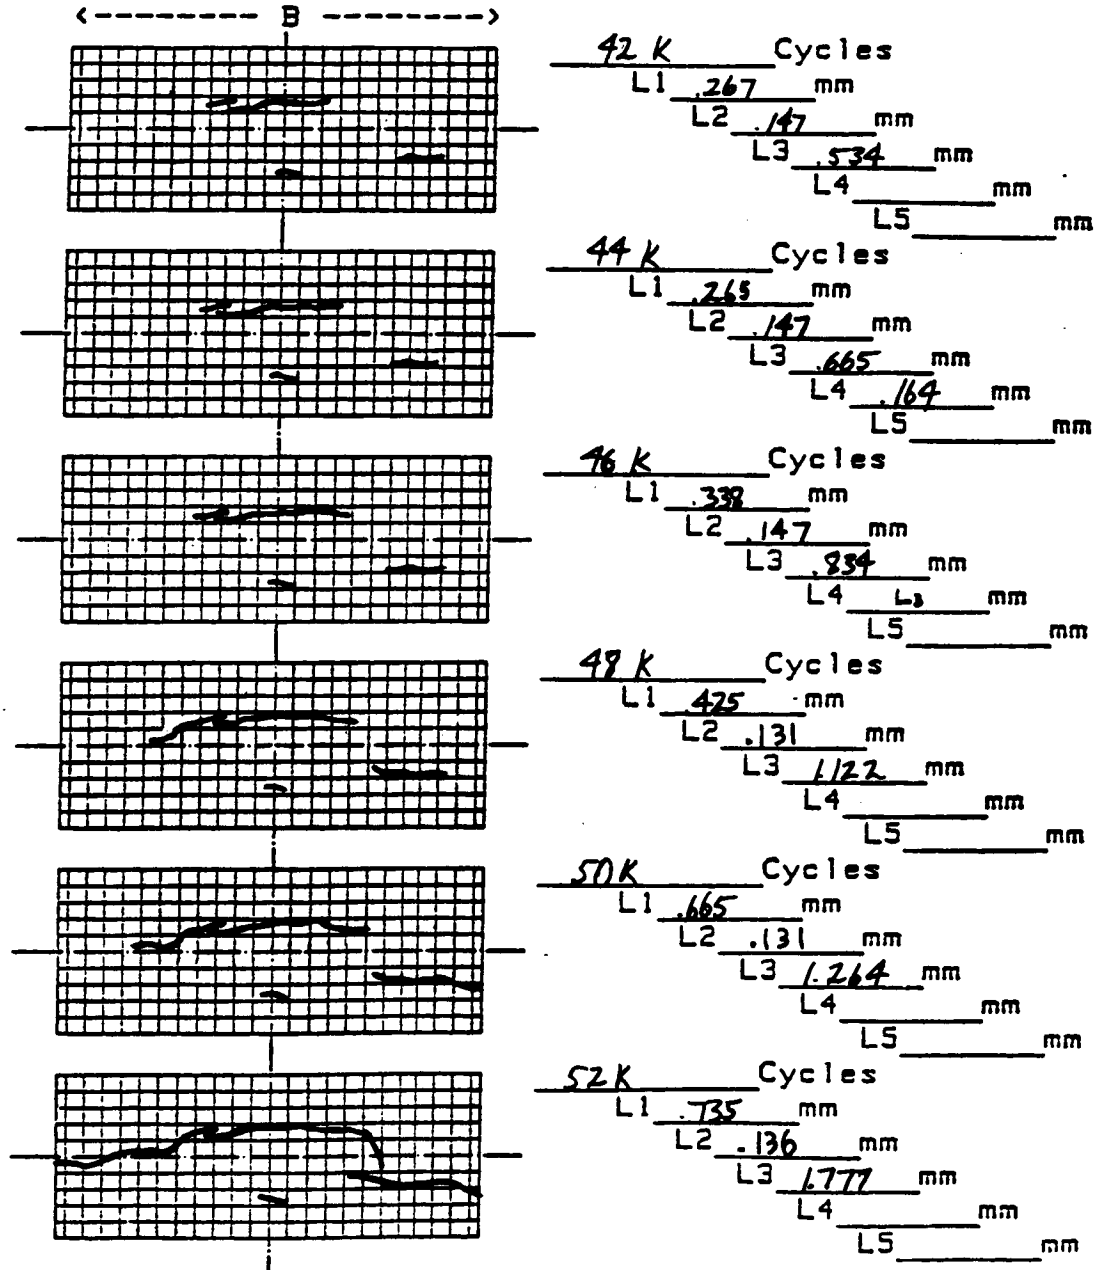 < - - - - - - - - B - - - - - - - - >
42 K Cycles
L1 .267 mm
L2 .147 mm
L3 .534 mm
L4 mm
L5 mm
44 K Cycles
L1 .265 mm
L2 .147 mm
L3 .665 mm
L4 .164 mm
L5 mm
46 K Cycles
L1 .338 mm
L2 .147 mm
L3 .834 mm
L4 L3 mm
L5 mm
48 K Cycles
L1 .425 mm
L2 .131 mm
L3 1.122 mm
L4 mm
L5 mm
50 K Cycles
L1 .665 mm
L2 .131 mm
L3 1.264 mm
L4 mm
L5 mm
52 K Cycles
L1 .735 mm
L2 .136 mm
L3 1.777 mm
L4 mm
L5 mm